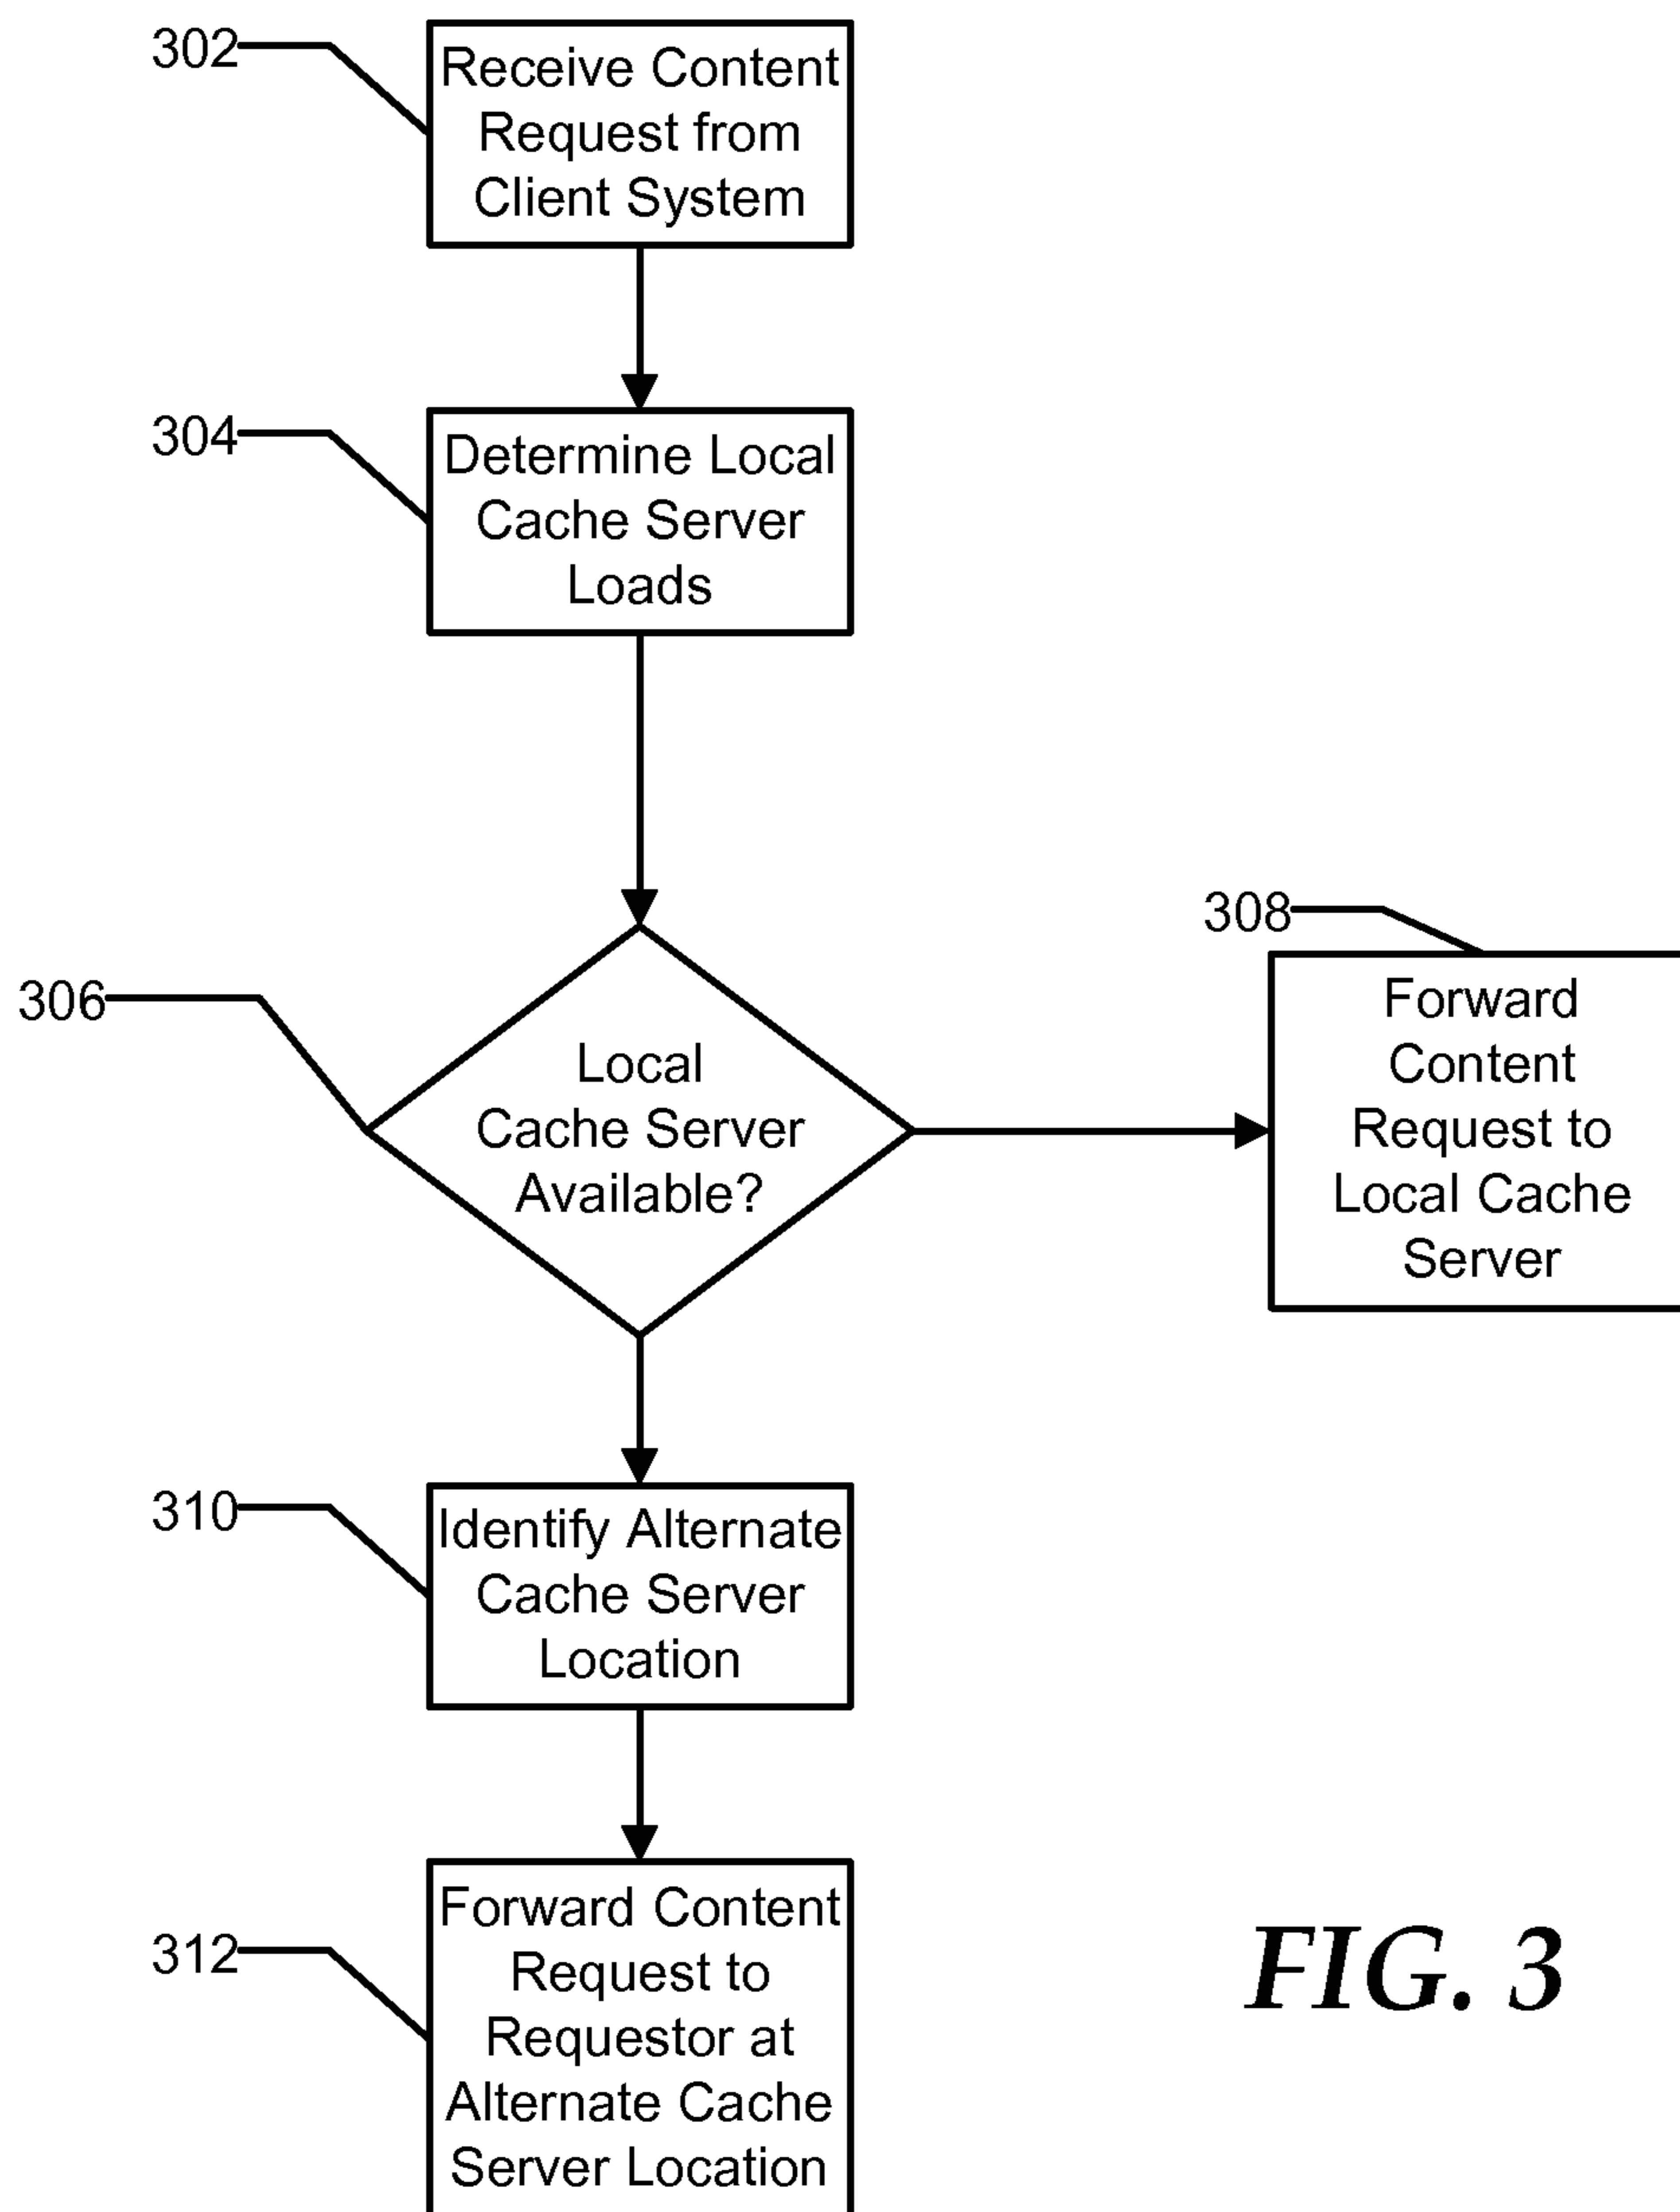 302
Receive Content
Request from
Client System
304
Determine Local
Cache Server
Loads
306
Local
Cache Server
Available?
308
Forward
Content
Request to
Local Cache
Server
310
Identify Alternate
Cache Server
Location
312
Forward Content
Request to
Requestor at
Alternate Cache
Server Location
FIG. 3